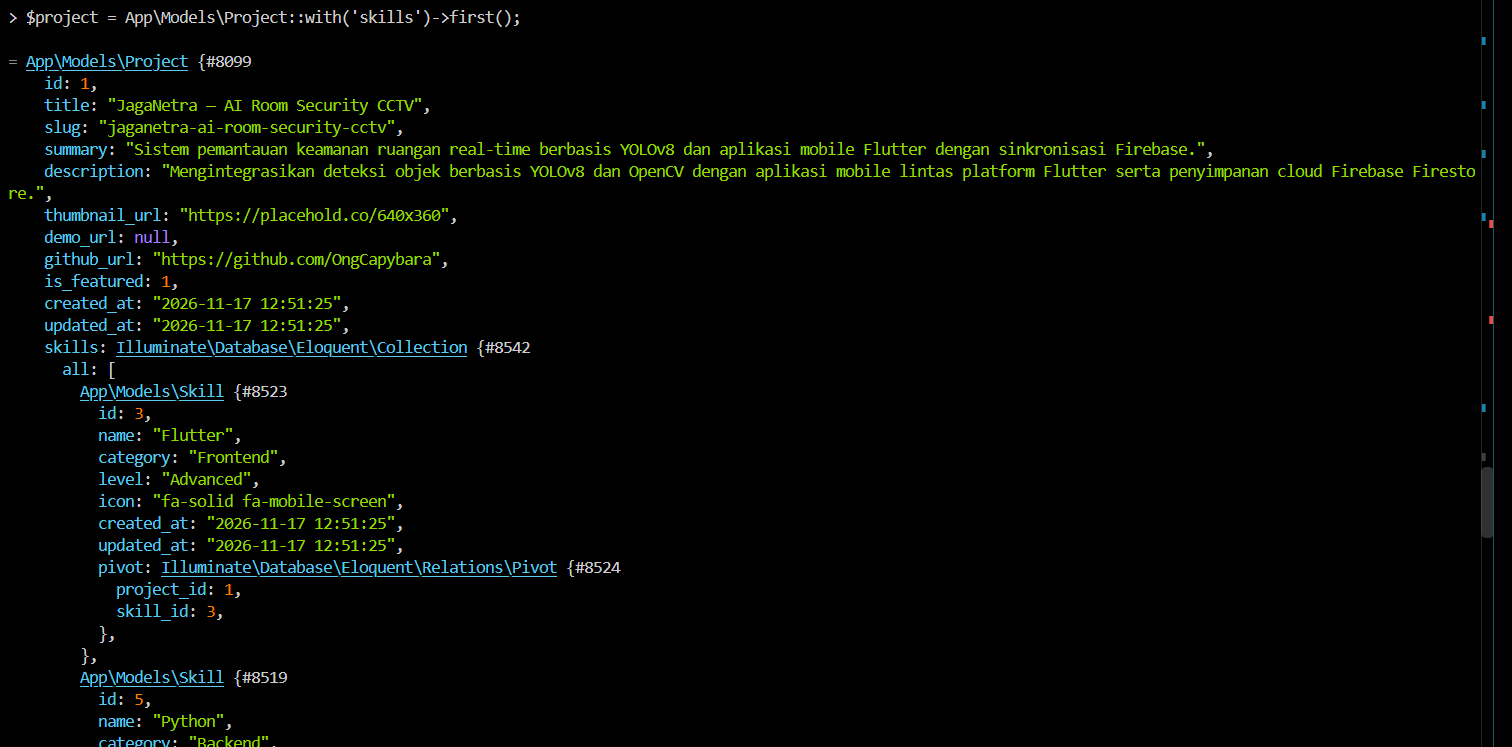 > $project = App\Models\Project::with('skills')->first();
= App\Models\Project {#8099
id: 1,
title: "JagaNetra – AI Room Security CCTV",
slug: "jaganetra-ai-room-security-cctv",
summary: "Sistem pemantauan keamanan ruangan real-time berbasis YOLOv8 dan aplikasi mobile Flutter dengan sinkronisasi Firebase.",
description: "Mengintegrasikan deteksi objek berbasis YOLOv8 dan OpenCV dengan aplikasi mobile lintas platform Flutter serta penyimpanan cloud Firebase Firesto
re.",
thumbnail_url: "https://placehold.co/640x360",
demo_url: null,
github_url: "https://github.com/OngCapybara",
is_featured: 1,
created_at: "2026-11-17 12:51:25",
updated_at: "2026-11-17 12:51:25",
skills: Illuminate\Database\Eloquent\Collection {#8542
all: [
App\Models\Skill {#8523
id: 3,
name: "Flutter",
category: "Frontend",
level: "Advanced",
icon: "fa-solid fa-mobile-screen",
created_at: "2026-11-17 12:51:25",
updated_at: "2026-11-17 12:51:25",
pivot: Illuminate\Database\Eloquent\Relations\Pivot {#8524
project_id: 1,
skill_id: 3,
},
},
App\Models\Skill {#8519
id: 5,
name: "Python",
category: "Backend",